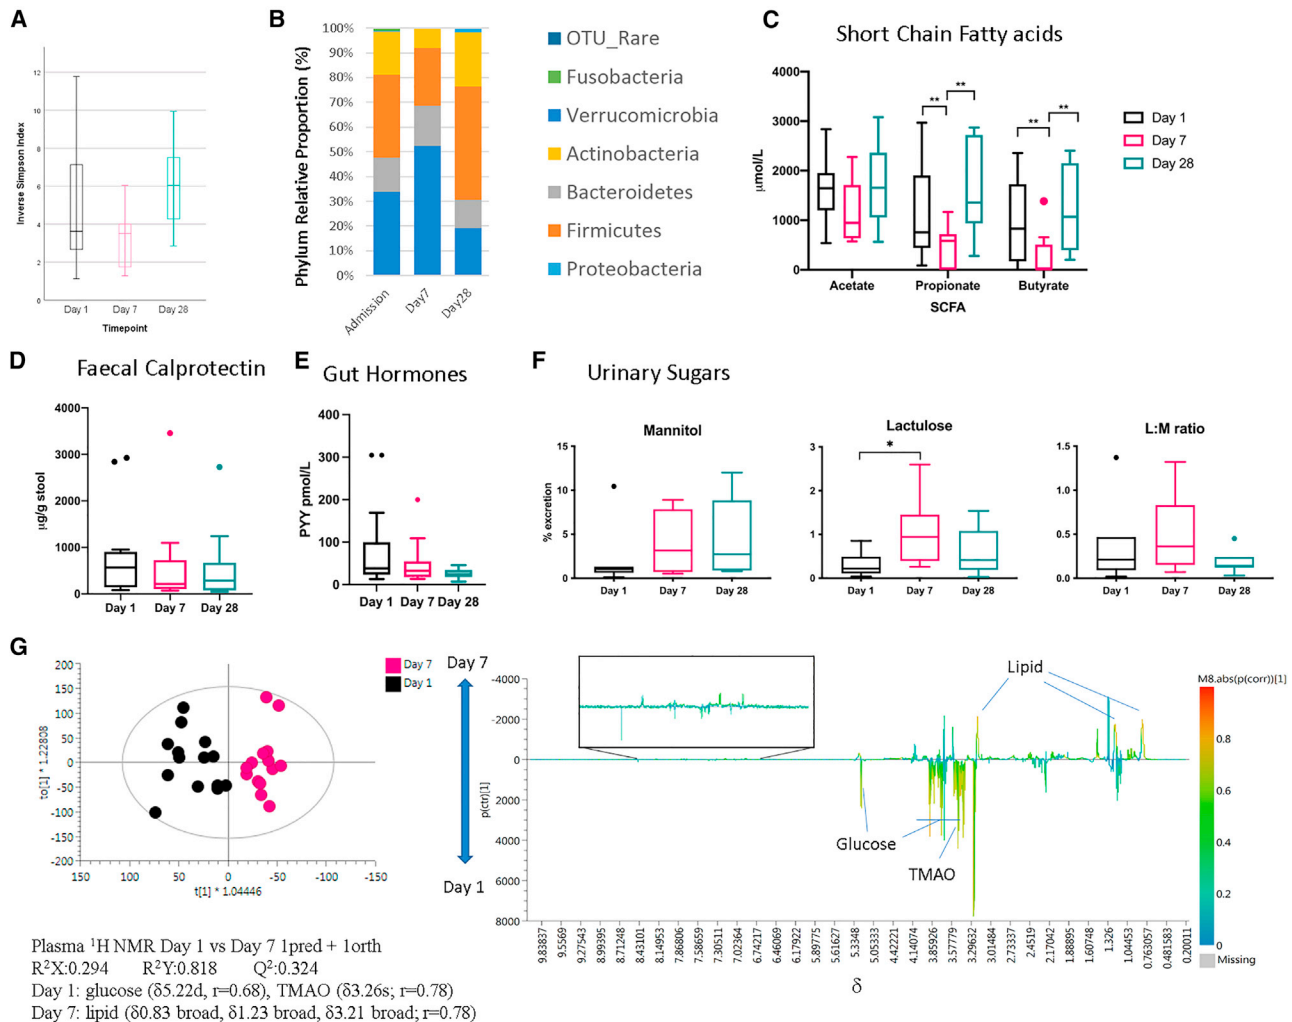 A
Inverse Simpson Index
12
10
8
6
4
2
0
Day 1
Day 7
Day 28
Timepoint
B
Phylum Relative Proportion (%)
100%
90%
80%
70%
60%
50%
40%
30%
20%
10%
0%
Admission
Day7
Day28
OTU_Rare
Fusobacteria
Verrucomicrobia
Actinobacteria
Bacteroidetes
Firmicutes
Proteobacteria
C
Short Chain Fatty acids
μmol/L
4000
3000
2000
1000
0
**
**
**
**
Acetate
Propionate
Butyrate
SCFA
Day 1
Day 7
Day 28
D
Faecal Calprotectin
μg/g stool
4000
3000
2000
1000
0
Day 1
Day 7
Day 28
E
Gut Hormones
PYY pmol/L
400
300
200
100
0
Day 1
Day 7
Day 28
F
Urinary Sugars
Mannitol
% excretion
15
10
5
0
Day 1
Day 7
Day 28
Lactulose
*
3
2
1
0
Day 1
Day 7
Day 28
L:M ratio
1.5
1.0
0.5
0.0
Day 1
Day 7
Day 28
G
to[1] * 1.22808
200
150
100
50
0
-50
-100
-150
-200
150
100
50
0
-50
-100
-150
t[1] * 1.04446
Day 7
Day 1
Day 7
Day 1
p(ctr)[1]
-4000
-2000
0
2000
4000
6000
8000
Lipid
Glucose
TMAO
9.83837
9.5569
9.27544
8.99395
8.71248
8.43101
8.14953
7.86806
7.58659
7.30511
7.02364
6.74217
6.46069
6.17922
5.89775
5.61627
5.3348
5.05333
4.42221
4.14074
3.85926
3.57779
3.29632
3.01484
2.73337
2.4519
2.17042
1.88895
1.60748
1.326
1.04453
0.763057
0.481583
0.20011
δ
M8.abs(p(corr))[1]
0.8
0.6
0.4
0.2
0
Missing
Plasma ¹H NMR Day 1 vs Day 7 1pred + 1orth
R²X:0.294 R²Y:0.818 Q²:0.324
Day 1: glucose (δ5.22d, r=0.68), TMAO (δ3.26s; r=0.78)
Day 7: lipid (δ0.83 broad, δ1.23 broad, δ3.21 broad; r=0.78)